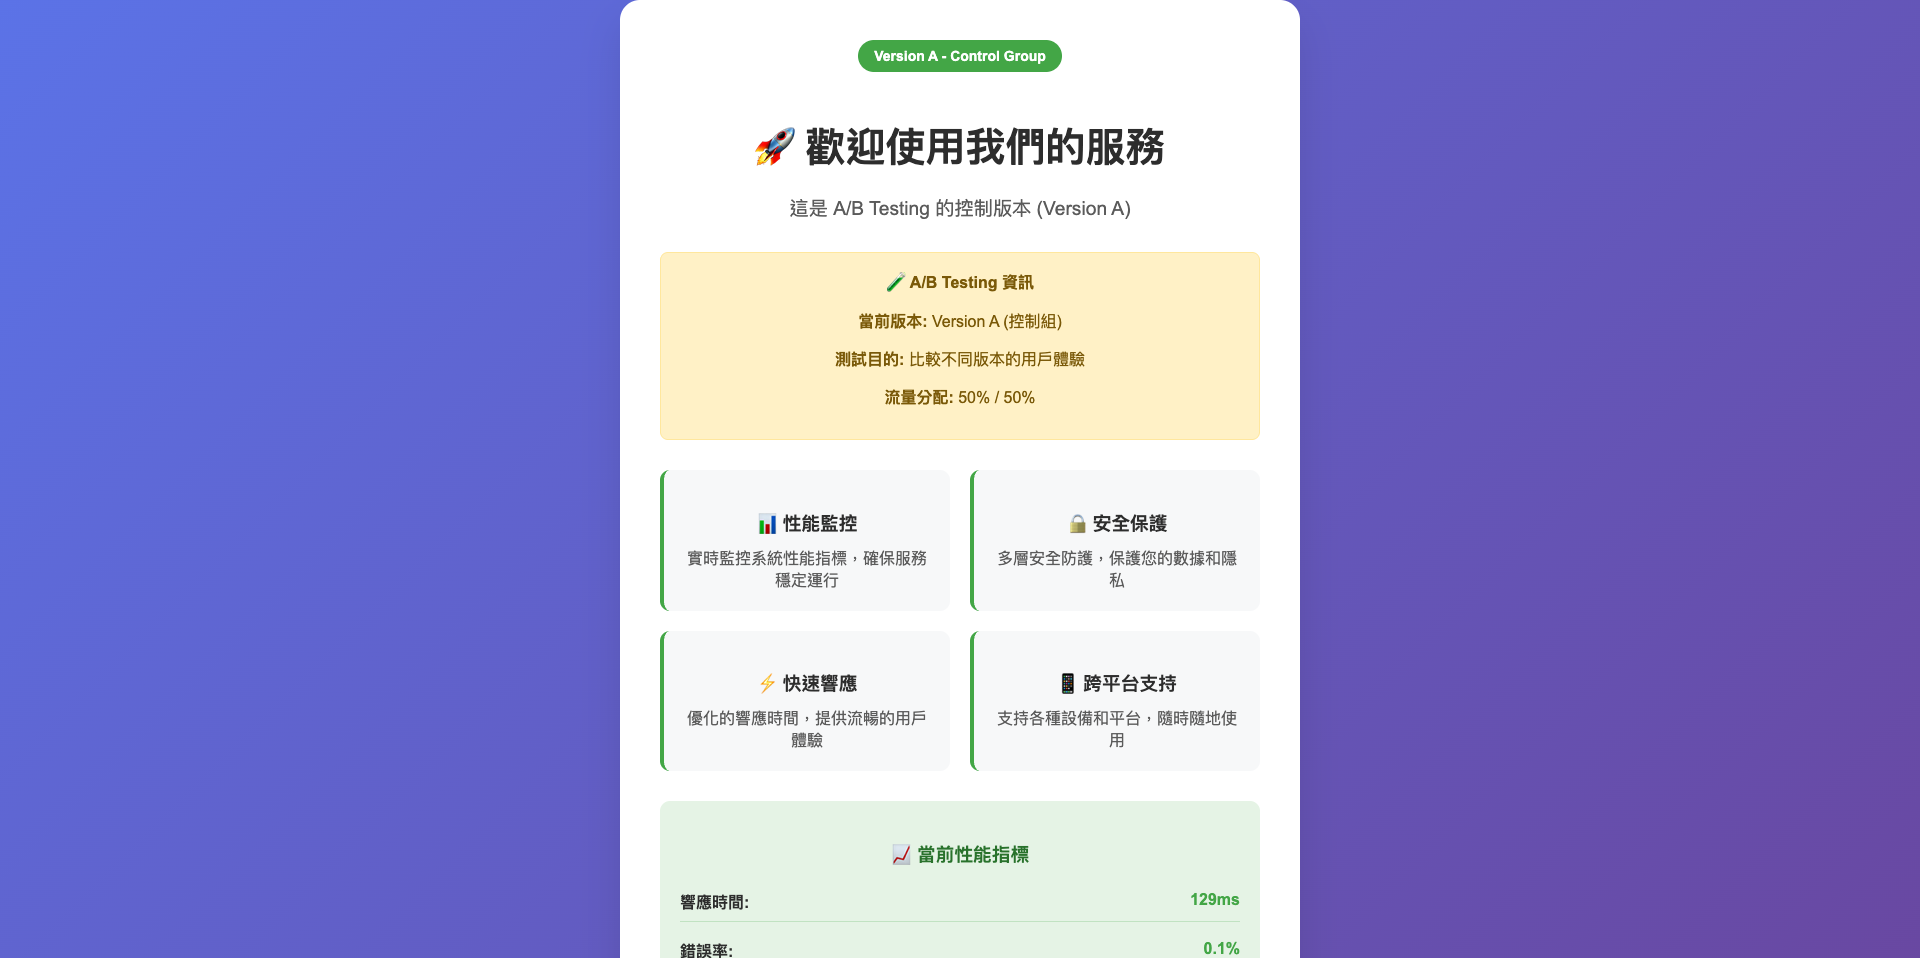 Version A - Control Group
🚀 歡迎使用我們的服務
這是 A/B Testing 的控制版本 (Version A)
🧪 A/B Testing 資訊
當前版本: Version A (控制組)
測試目的: 比較不同版本的用戶體驗
流量分配: 50% / 50%
📊 性能監控
實時監控系統性能指標，確保服務
穩定運行
🔒 安全保護
多層安全防護，保護您的數據和隱
私
⚡ 快速響應
優化的響應時間，提供流暢的用戶
體驗
📱 跨平台支持
支持各種設備和平台，隨時隨地使
用
📈 當前性能指標
響應時間: 129ms
錯誤率: 0.1%